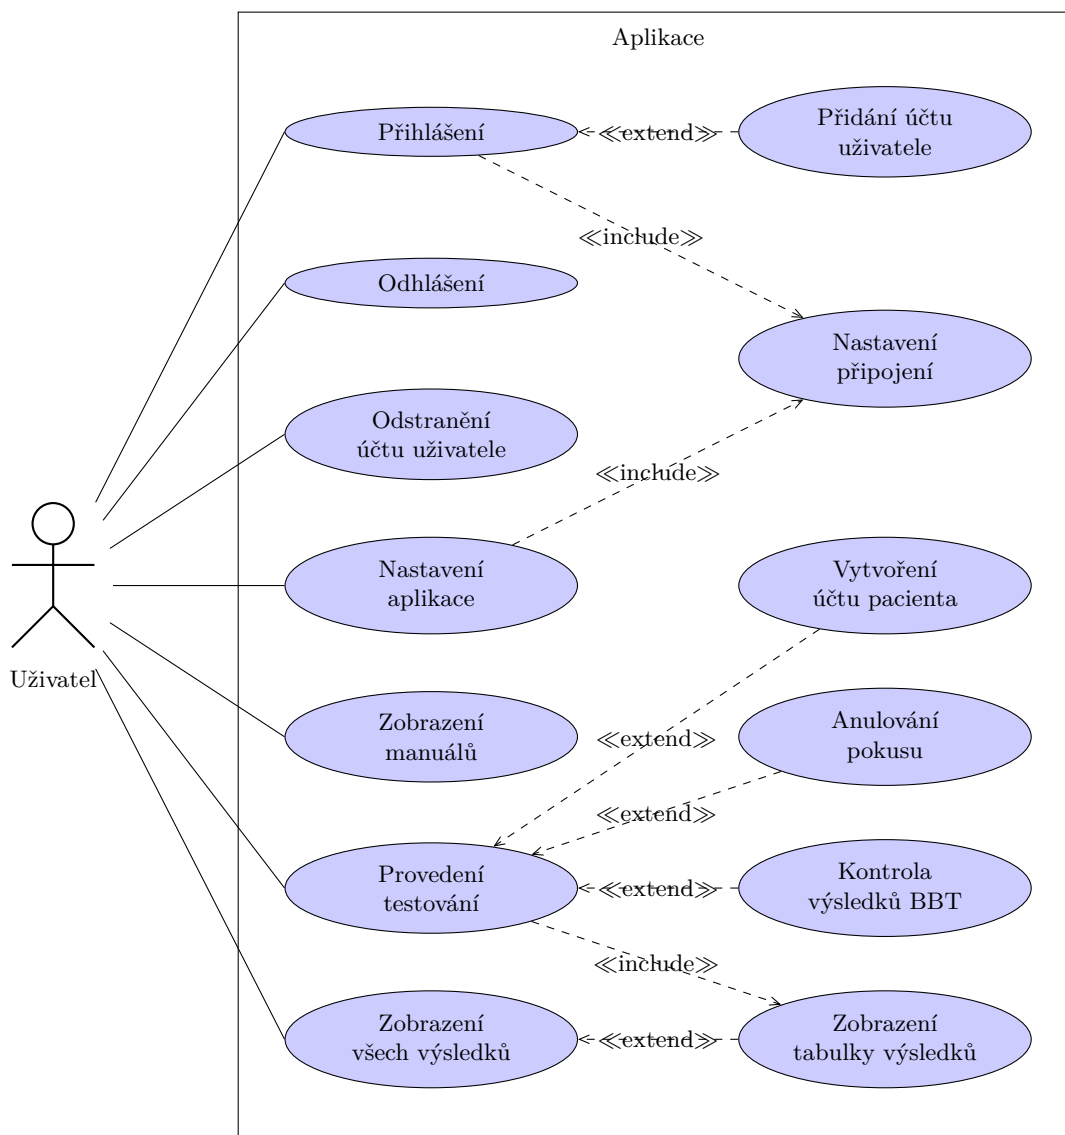 Aplikace
Přihlášení
≪extend≫
Přidání účtu
uživatele
≪include≫
Odhlášení
Nastavení
připojení
Odstranění
účtu uživatele
≪include≫
Nastavení
aplikace
Vytvoření
účtu pacienta
Uživatel
Zobrazení
manuálů
≪extend≫
Anulování
pokusu
≪extend≫
Provedení
testování
≪extend≫
Kontrola
výsledků BBT
≪include≫
Zobrazení
všech výsledků
≪extend≫
Zobrazení
tabulky výsledků